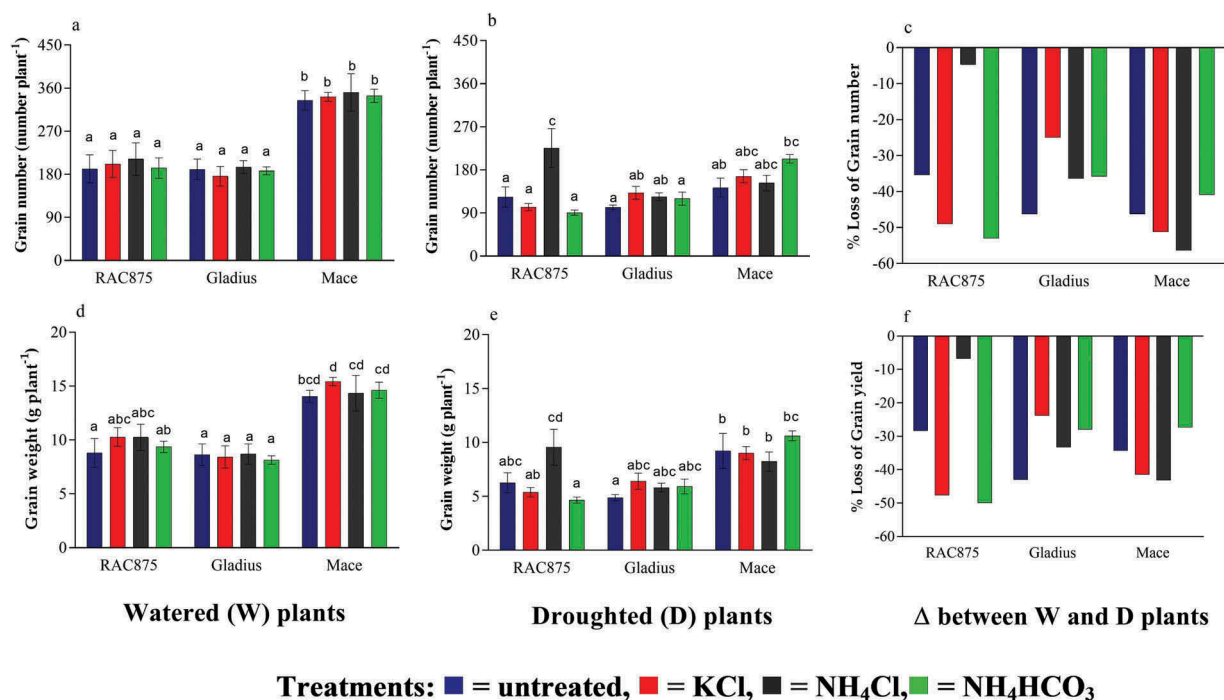 a
Grain number (number plant⁻¹)
450
360
270
180
90
0
a a a a
a a a a
b b b b
RAC875 Gladius Mace
b
Grain number (number plant⁻¹)
450
360
270
180
90
0
a a c a
a ab ab a
ab abc abc bc
RAC875 Gladius Mace
c
% Loss of Grain number
0
-10
-20
-30
-40
-50
-60
RAC875 Gladius Mace
d
Grain weight (g plant⁻¹)
20
15
10
5
0
a abc abc ab
a a a a
bcd d cd cd
RAC875 Gladius Mace
e
Grain weight (g plant⁻¹)
20
15
10
5
0
abc ab cd a
a abc abc abc
b b b bc
RAC875 Gladius Mace
f
% Loss of Grain yield
0
-10
-20
-30
-40
-50
-60
RAC875 Gladius Mace
Watered (W) plants
Droughted (D) plants
Δ between W and D plants
Treatments: = untreated, = KCl, = NH₄Cl, = NH₄HCO₃